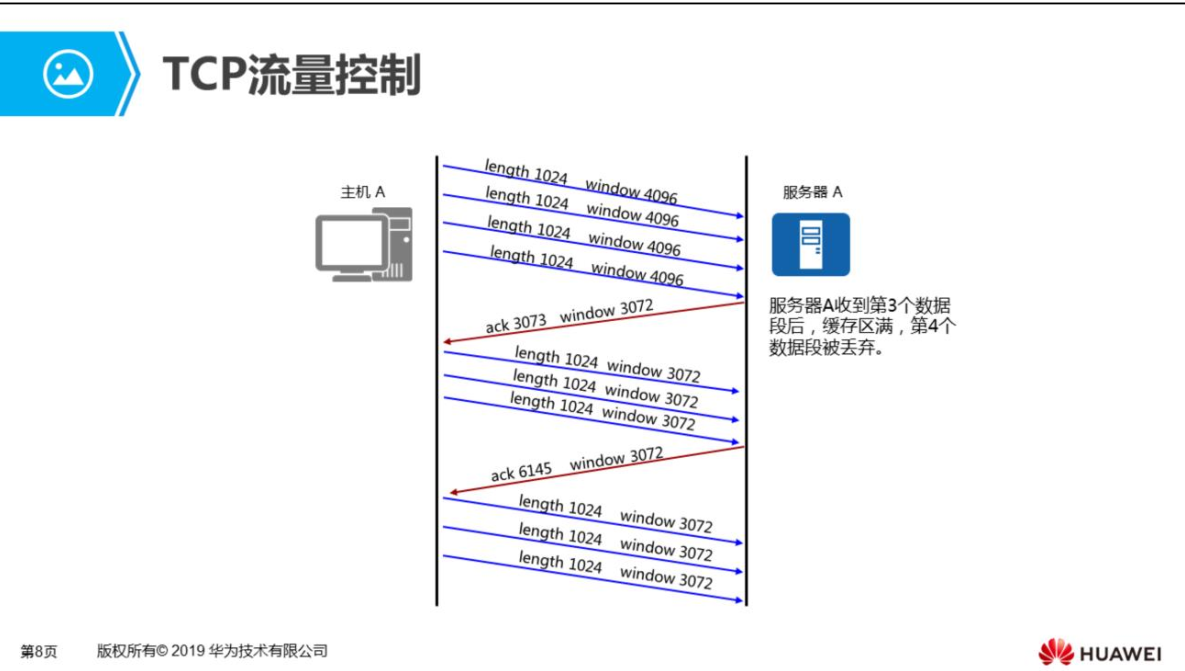 TCP流量控制
主机 A
服务器 A
length 1024 window 4096
length 1024 window 4096
length 1024 window 4096
length 1024 window 4096
服务器A收到第3个数据
段后，缓存区满，第4个
数据段被丢弃。
ack 3073 window 3072
length 1024 window 3072
length 1024 window 3072
length 1024 window 3072
ack 6145 window 3072
length 1024 window 3072
length 1024 window 3072
length 1024 window 3072
第8页 版权所有© 2019 华为技术有限公司
HUAWEI